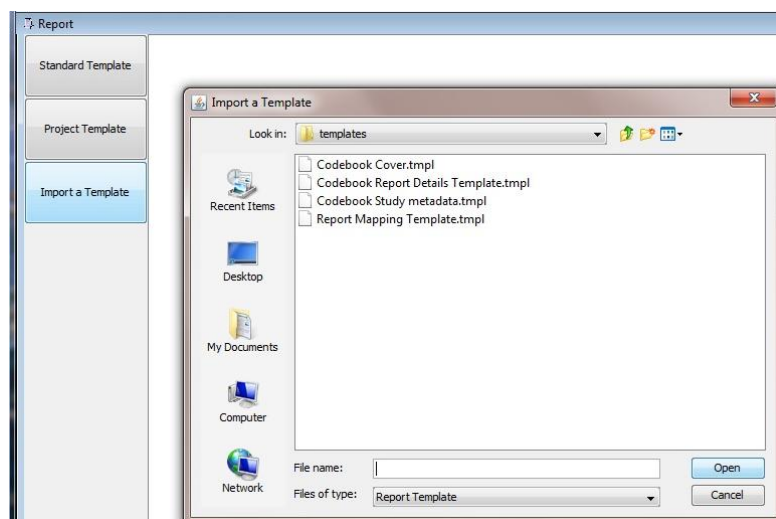 Report
Standard Template
Project Template
Import a Template
Import a Template
Look in:
templates
Recent Items
Desktop
My Documents
Computer
Network
Codebook Cover.tmpl
Codebook Report Details Template.tmpl
Codebook Study metadata.tmpl
Report Mapping Template.tmpl
File name:
Open
Files of type:
Report Template
Cancel